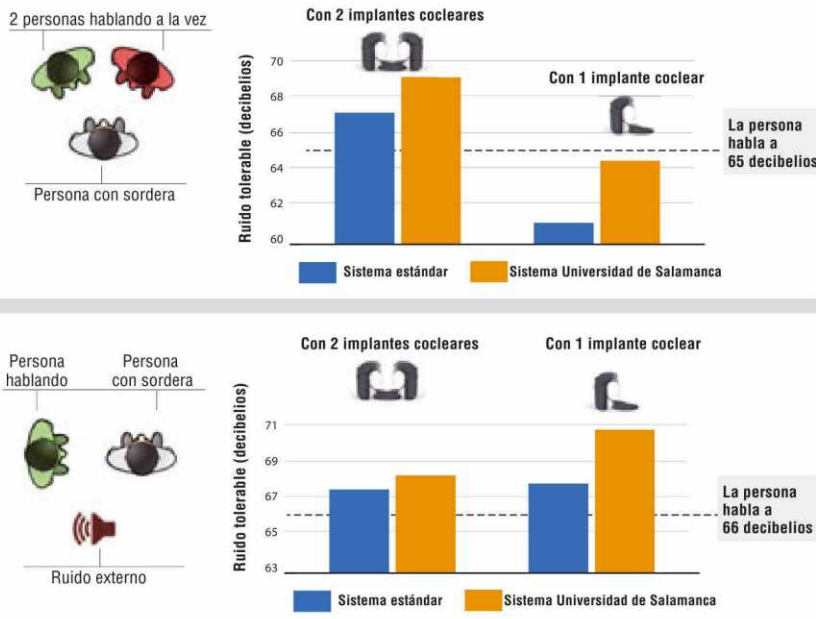 2 personas hablando a la vez
Persona con sordera
Con 2 implantes cocleares
Con 1 implante coclear
Ruido tolerable (decibelios)
70
68
66
64
62
60
La persona
habla a
65 decibelios
Sistema estándar
Sistema Universidad de Salamanca
Persona
hablando
Persona
con sordera
Ruido externo
Con 2 implantes cocleares
Con 1 implante coclear
Ruido tolerable (decibelios)
71
69
67
65
63
La persona
habla a
66 decibelios
Sistema estándar
Sistema Universidad de Salamanca